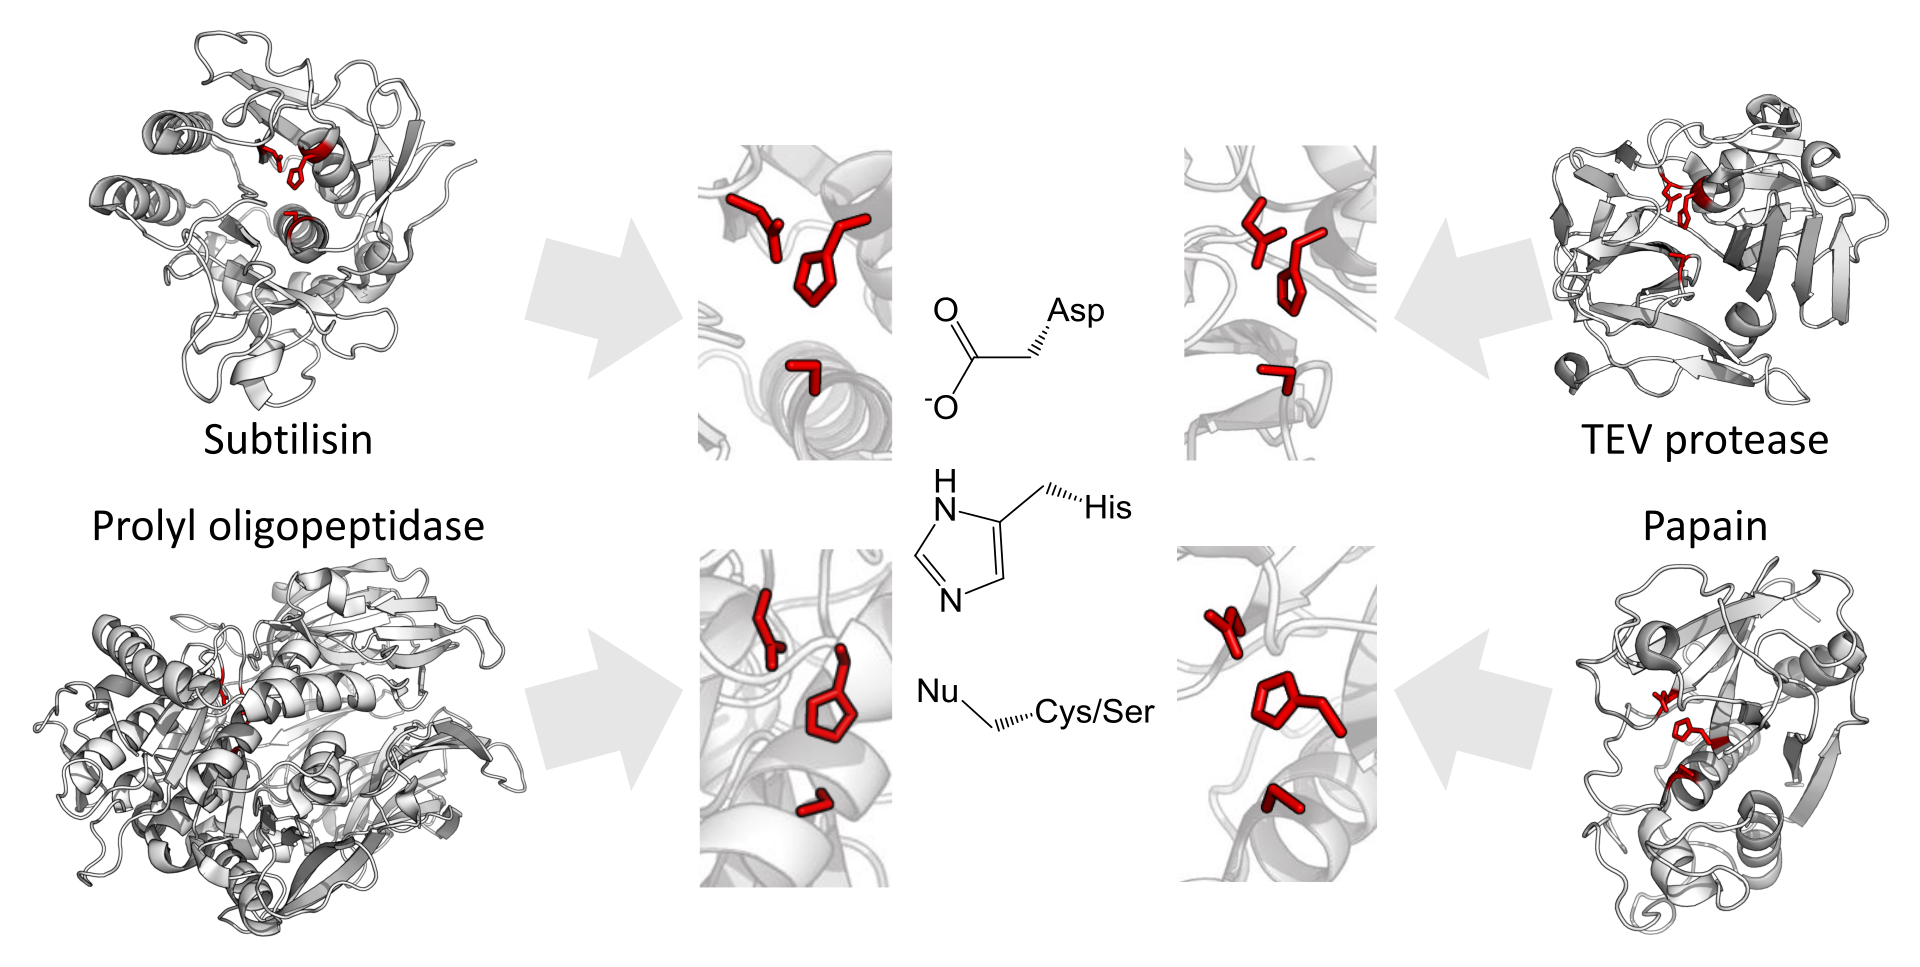 Subtilisin
TEV protease
Prolyl oligopeptidase
Papain
O
Asp
-O
H
N
His
N
Nu
Cys/Ser